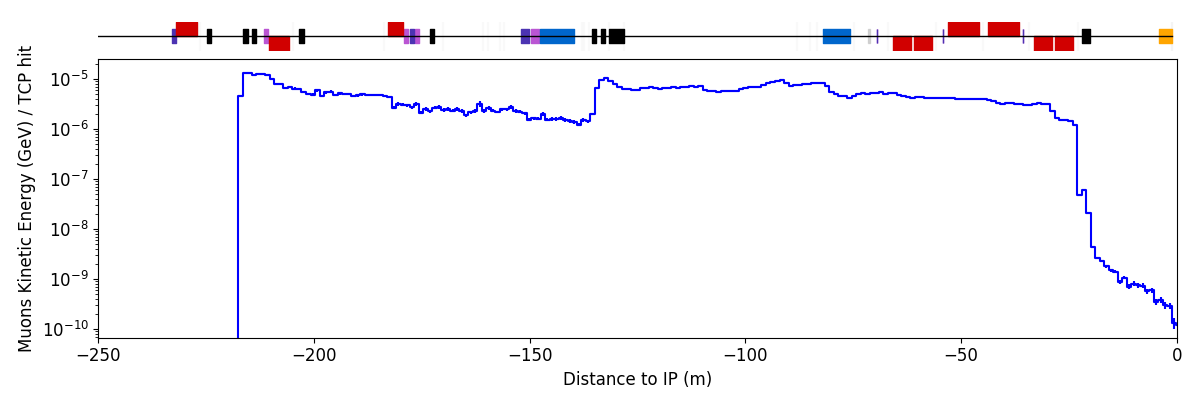 Muons Kinetic Energy (GeV) / TCP hit
10⁻⁵
10⁻⁶
10⁻⁷
10⁻⁸
10⁻⁹
10⁻¹⁰
−250 −200 −150 −100 −50 0
Distance to IP (m)